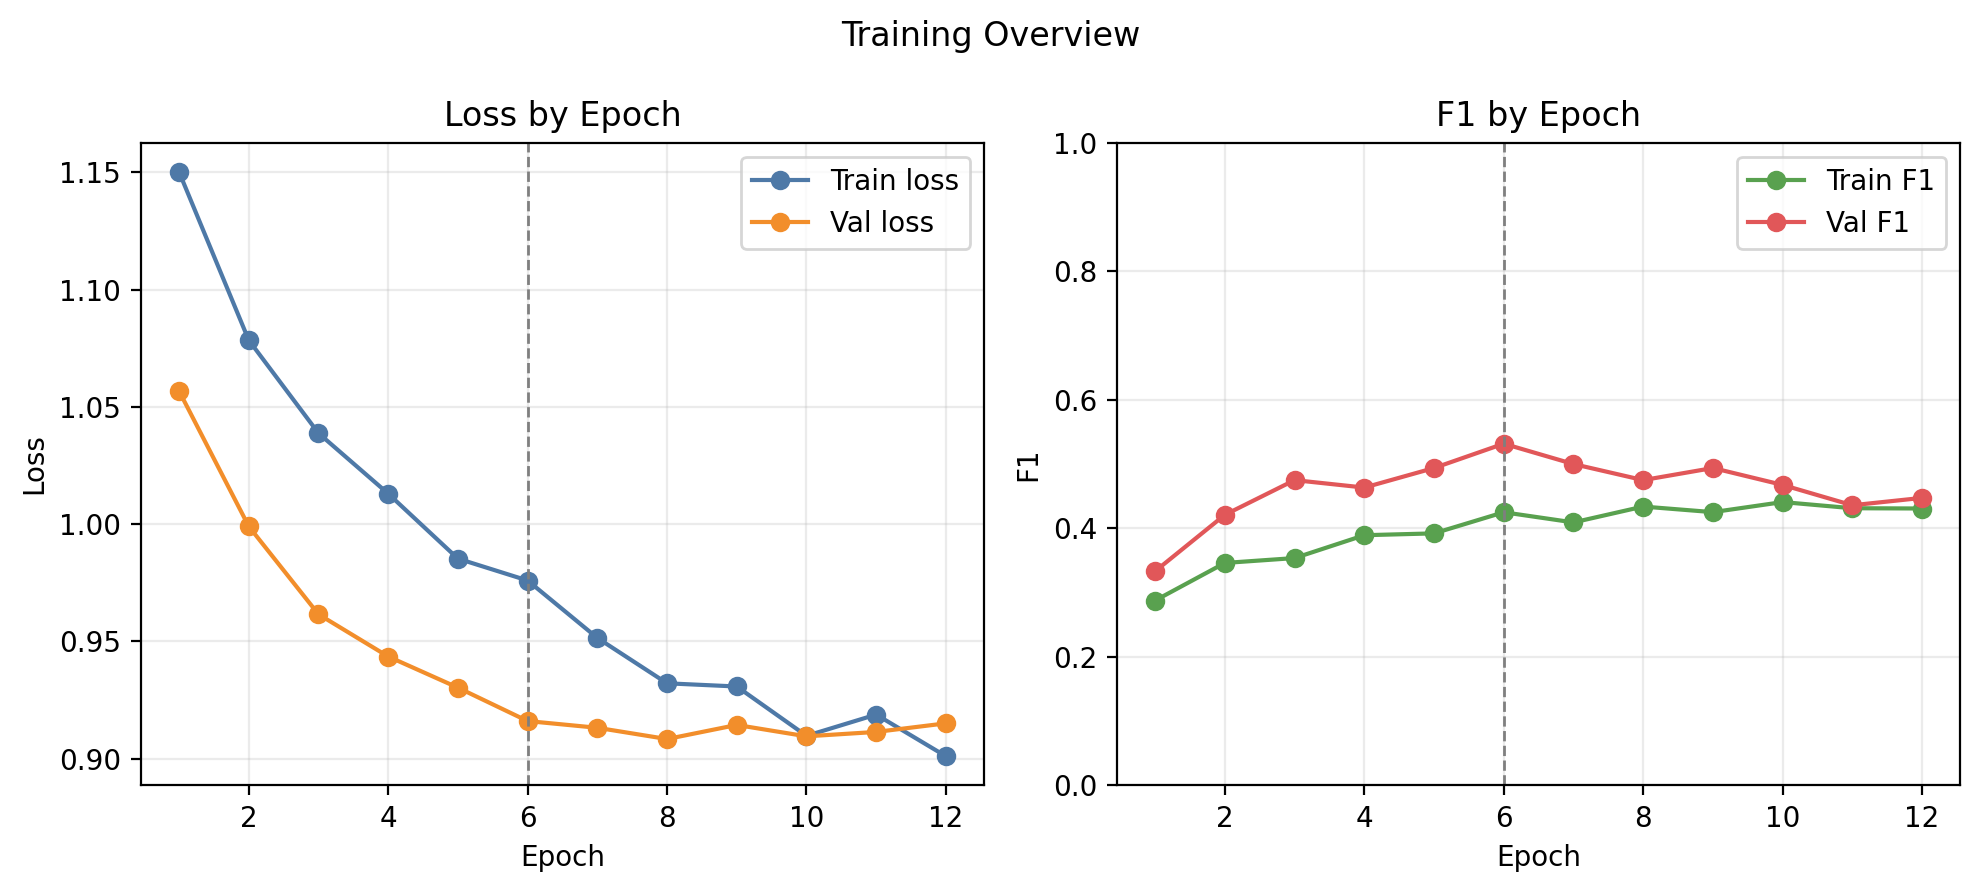 Training Overview
Loss by Epoch
1.15
1.10
1.05
1.00
0.95
0.90
Loss
2 4 6 8 10 12
Epoch
Train loss
Val loss
F1 by Epoch
1.0
0.8
0.6
0.4
0.2
0.0
F1
2 4 6 8 10 12
Epoch
Train F1
Val F1